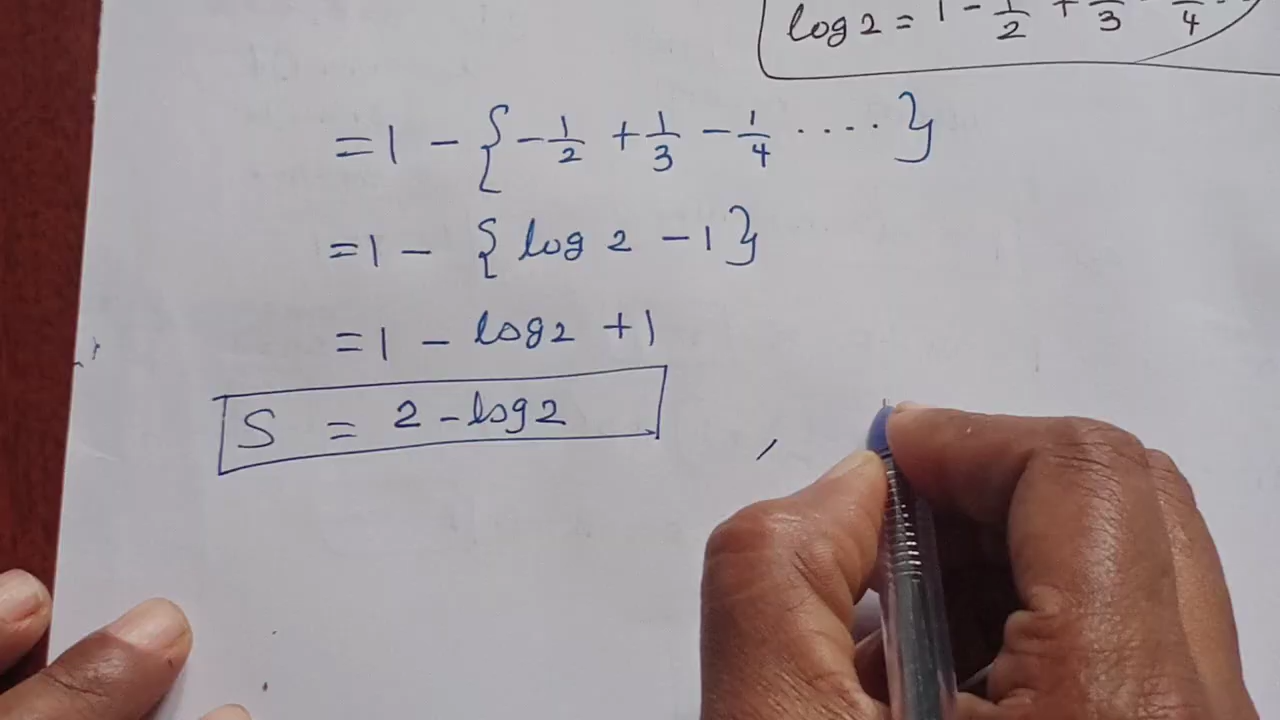 log 2 = 1 - 1/2 + 1/3 - 1/4 ..
= 1 - { - 1/2 + 1/3 - 1/4 ..... }
= 1 - { log 2 - 1 }
= 1 - log 2 + 1
S = 2 - log 2